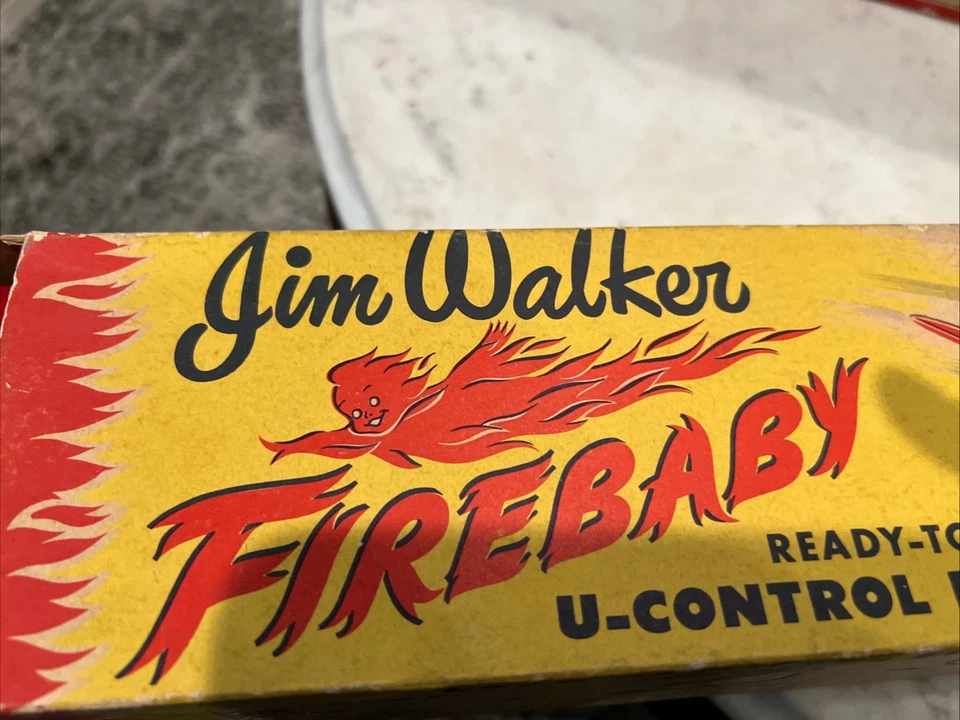 Jim Walker
FIREBABY
READY-TO
U-CONTROL